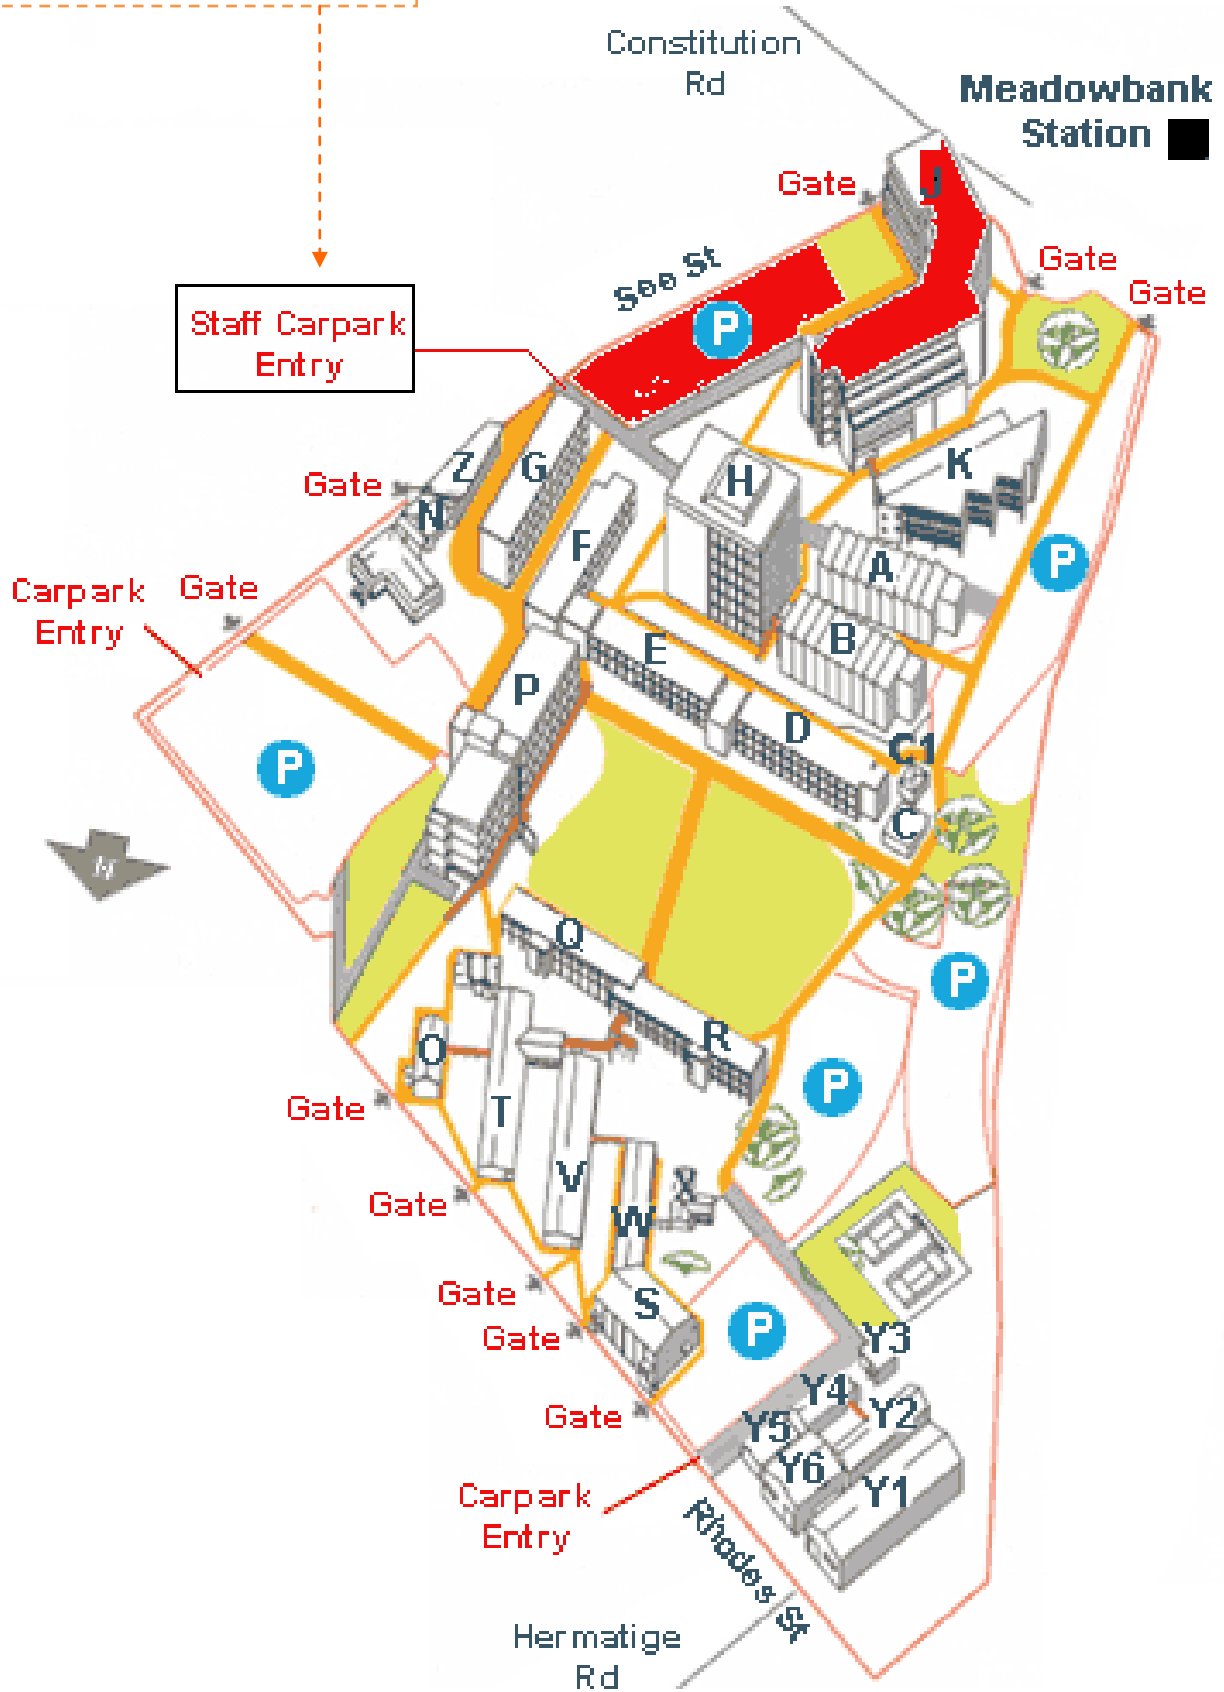 Constitution
Rd
Meadowbank
Station
J
Gate
See St
Gate
Gate
P
Staff Carpark
Entry
Z
G
H
K
Gate
N
F
A
P
Carpark
Entry
Gate
E
B
P
D
C1
P
C
N
Q
P
O
R
P
Gate
T
V
X
Gate
W
Gate
S
Gate
P
Y3
Y4
Gate
Y5
Y2
Y6
Y1
Carpark
Entry
Rhodes St
Hermatige
Rd